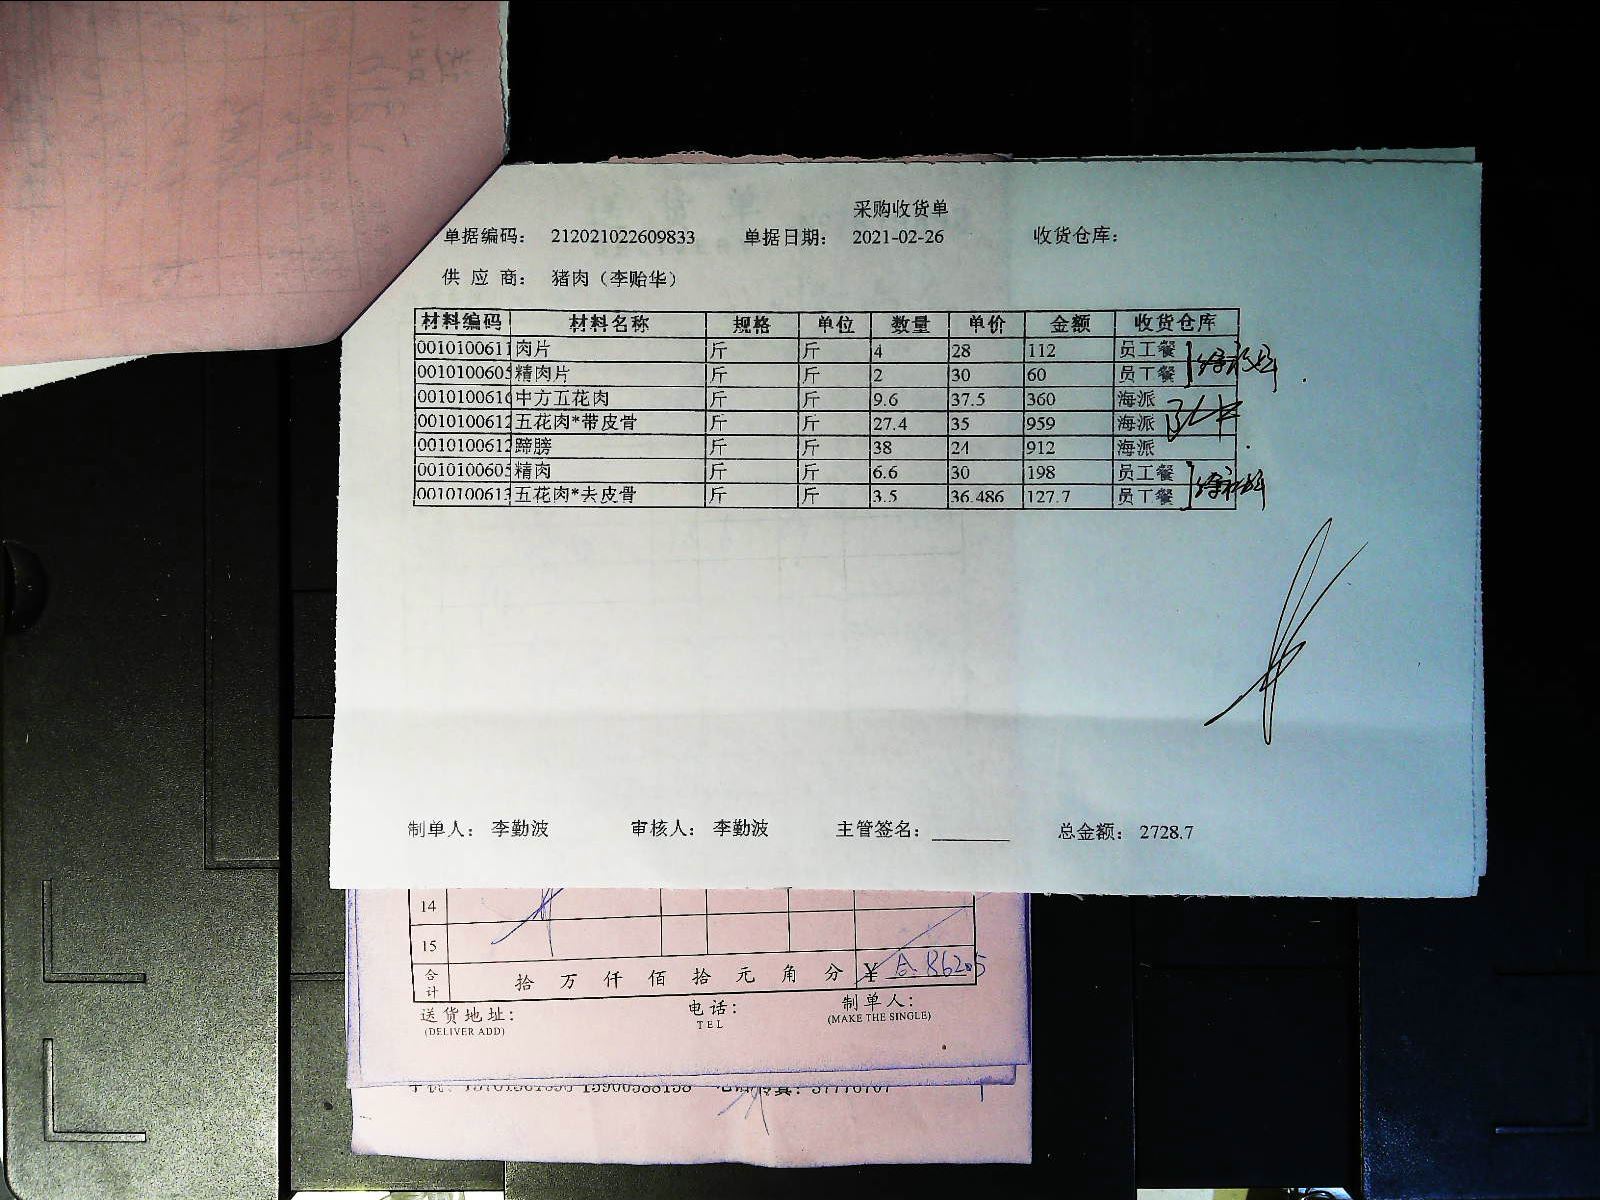 采购收货单
单据编码： 212021022609833 单据日期： 2021-02-26 收货仓库：
供 应 商： 猪肉（李贻华）
材料编码 材料名称 规格 单位 数量 单价 金额 收货仓库
0010100611 肉片 斤 斤 4 28 112 员工餐
001010060 精肉片 斤 斤 2 30 60 员工餐
001010061 中方五花肉 斤 斤 9.6 37.5 360 海派
001010061 五花肉*带皮骨 斤 斤 27.4 35 959 海派
001010061 蹄膀 斤 斤 38 24 912 海派
001010060 精肉 斤 斤 6.6 30 198 员工餐
001010061 五花肉*去皮骨 斤 斤 3.5 36.486 127.7 员工餐
制单人： 李勤波 审核人： 李勤波 主管签名： 总金额： 2728.7
14
15
合计 拾 万 仟 佰 拾 元 角 分 ¥
送货地址： 电话： 制单人：
(DELIVER ADD) TEL (MAKE THE SINGLE)